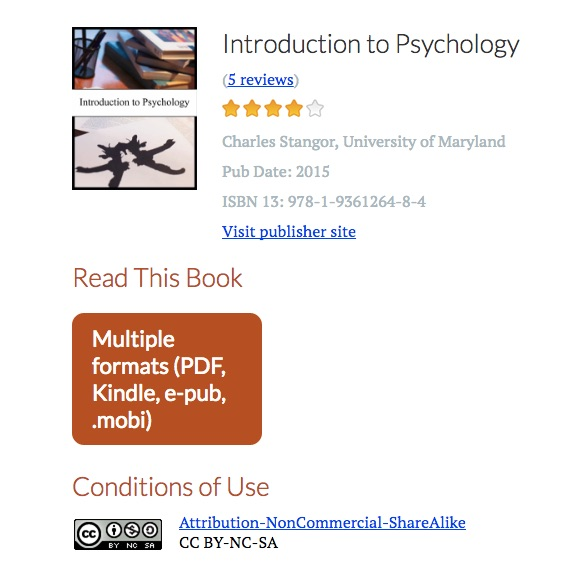 Introduction to Psychology
Introduction to Psychology
(5 reviews)
Charles Stangor, University of Maryland
Pub Date: 2015
ISBN 13: 978-1-9361264-8-4
Visit publisher site
Read This Book
Multiple
formats (PDF,
Kindle, e-pub,
.mobi)
Conditions of Use
cc
BY NC SA
Attribution-NonCommercial-ShareAlike
CC BY-NC-SA